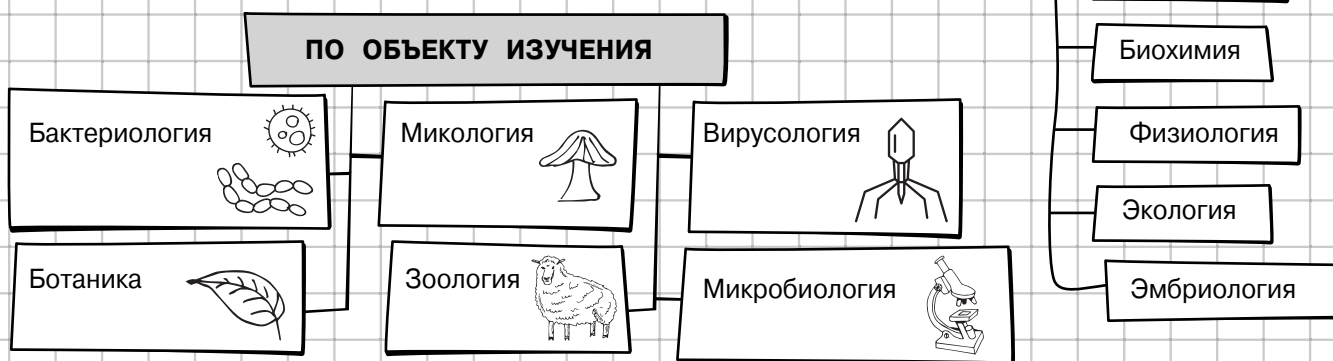 ПО ОБЪЕКТУ ИЗУЧЕНИЯ
Бактериология
Микология
Вирусология
Ботаника
Зоология
Микробиология
Биохимия
Физиология
Экология
Эмбриология